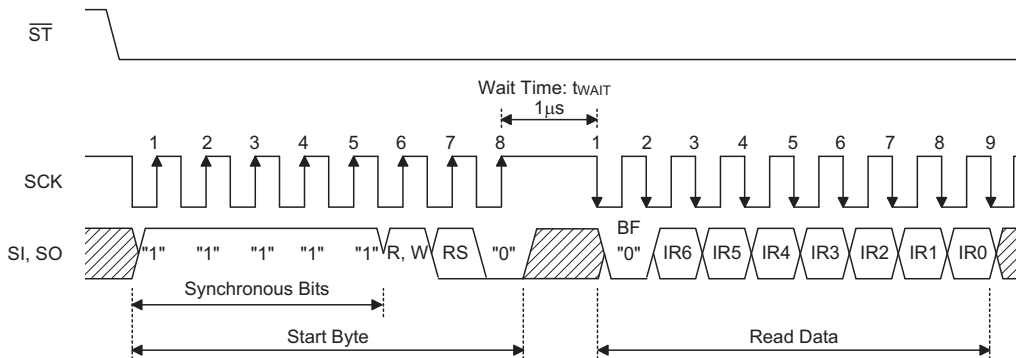 ST
Wait Time: tWAIT
1μs
1 2 3 4 5 6 7 8 1 2 3 4 5 6 7 8 9
SCK
BF
SI, SO "1" "1" "1" "1" "1" R, W RS "0" "0" IR6 IR5 IR4 IR3 IR2 IR1 IR0
Synchronous Bits
Start Byte Read Data